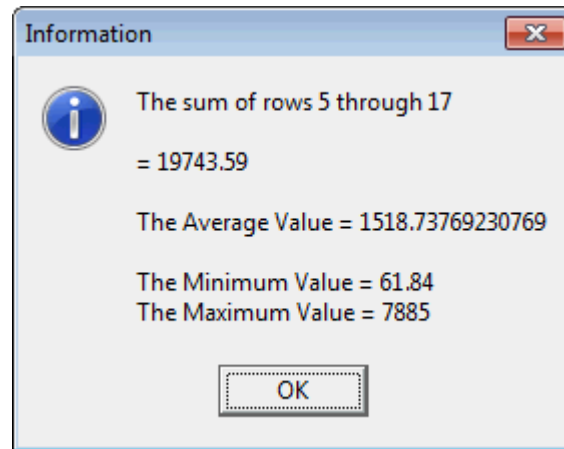 Information
The sum of rows 5 through 17
= 19743.59
The Average Value = 1518.73769230769
The Minimum Value = 61.84
The Maximum Value = 7885
OK